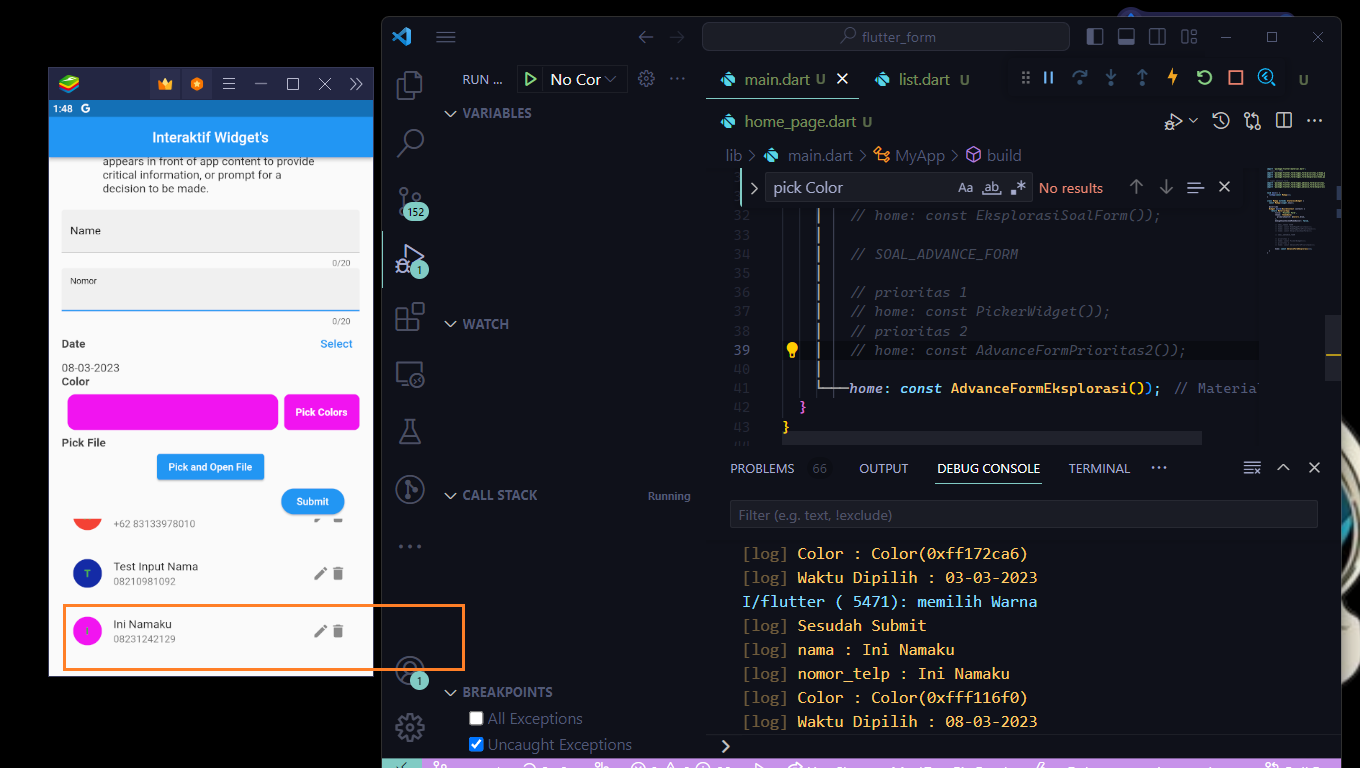 flutter_form
1:48 G
Interaktif Widget's
appears in front of app content to provide
critical information, or prompt for a
decision to be made.
Name
0/20
Nomor
0/20
Date
Select
08-03-2023
Color
Pick Colors
Pick File
Pick and Open File
Submit
+62 83133978010
T
Test Input Nama
08210981092
I
Ini Namaku
08231242129
RUN ...
No Cor
VARIABLES
152
1
WATCH
CALL STACK
Running
1
BREAKPOINTS
All Exceptions
Uncaught Exceptions
main.dart U
list.dart U
U
home_page.dart U
lib > main.dart > MyApp > build
pick Color
Aa
ab
No results
32 // home: const EksplorasiSoalForm());
33
34 // SOAL_ADVANCE_FORM
35
36 // prioritas 1
37 // home: const PickerWidget());
38 // prioritas 2
39 // home: const AdvanceFormPrioritas2());
40
41 home: const AdvanceFormEksplorasi()); // Material
42 }
43 }
PROBLEMS 66
OUTPUT
DEBUG CONSOLE
TERMINAL
Filter (e.g. text, !exclude)
[log] Color : Color(0xff172ca6)
[log] Waktu Dipilih : 03-03-2023
I/flutter ( 5471): memilih Warna
[log] Sesudah Submit
[log] nama : Ini Namaku
[log] nomor_telp : Ini Namaku
[log] Color : Color(0xfff116f0)
[log] Waktu Dipilih : 08-03-2023